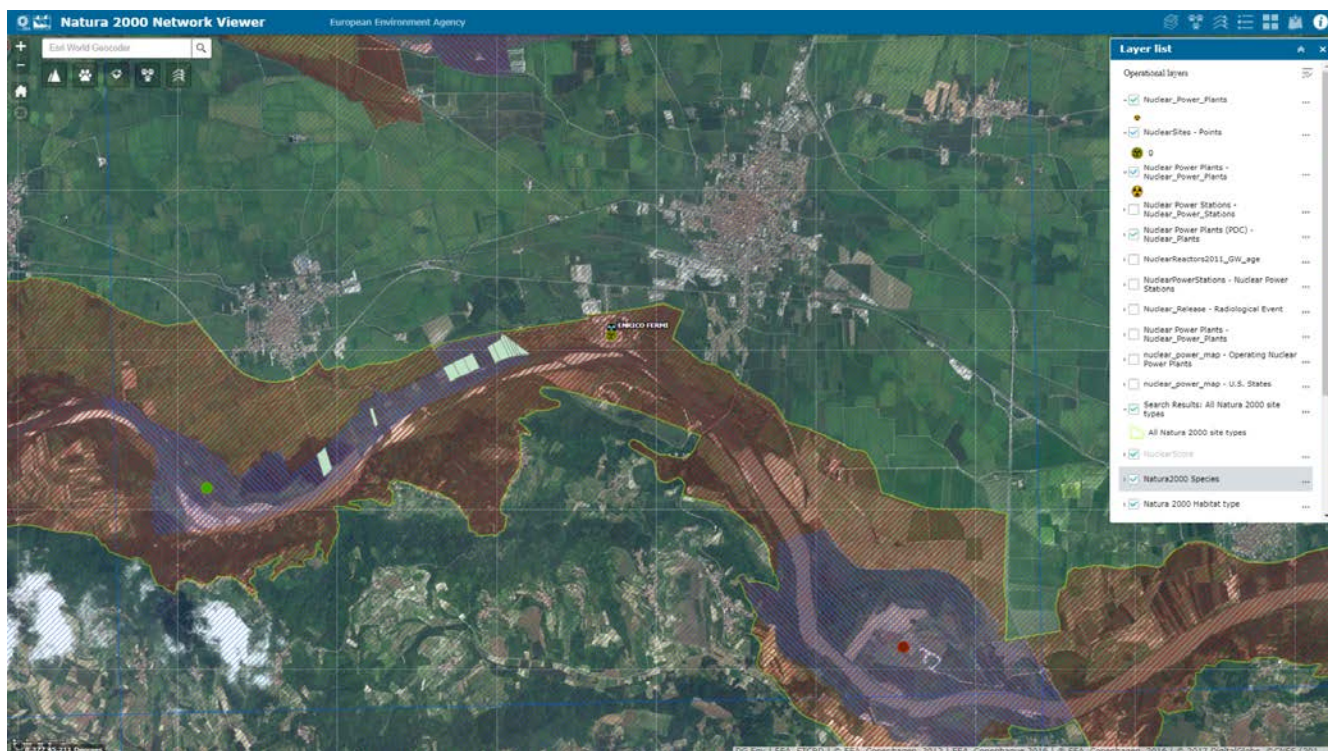 Natura 2000 Network Viewer
European Environment Agency
Esri World Geocoder
Layer list
Operational layers
Nuclear_Power_Plants
NuclearSites - Points
0
Nuclear Power Plants -
Nuclear_Power_Plants
Nuclear Power Stations -
Nuclear_Power_Stations
Nuclear Power Plants (PDC) -
Nuclear_Plants
NuclearReactors2011_GW_age
NuclearPowerStations - Nuclear Power
Stations
Nuclear_Release - Radiological Event
Nuclear Power Plants -
Nuclear_Power_Plants
nuclear_power_map - Operating Nuclear
Power Plants
nuclear_power_map - U.S. States
Search Results: All Natura 2000 site
types
All Natura 2000 site types
NuclearStore
Natura2000 Species
Natura 2000 Habitat type
ENRICO FERMI